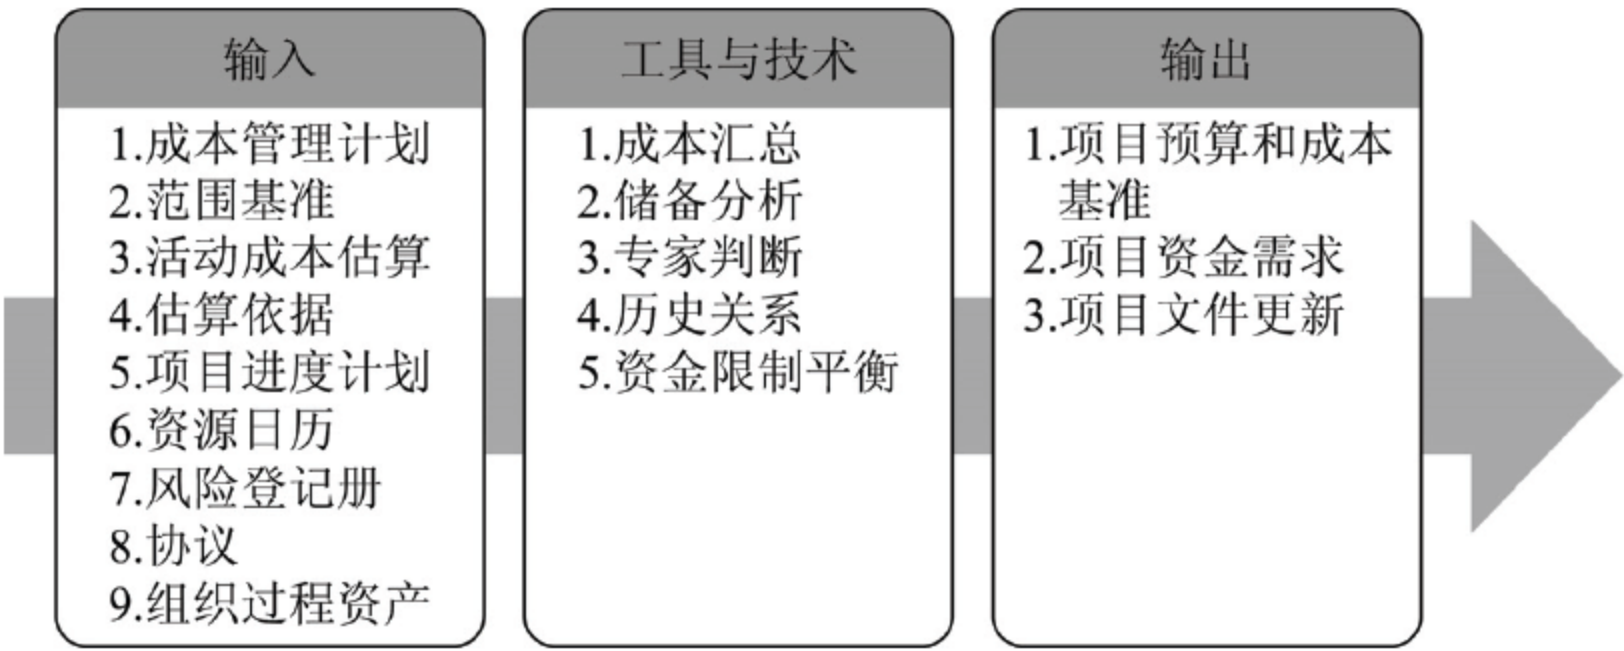 输入
1.成本管理计划
2.范围基准
3.活动成本估算
4.估算依据
5.项目进度计划
6.资源日历
7.风险登记册
8.协议
9.组织过程资产
工具与技术
1.成本汇总
2.储备分析
3.专家判断
4.历史关系
5.资金限制平衡
输出
1.项目预算和成本
基准
2.项目资金需求
3.项目文件更新